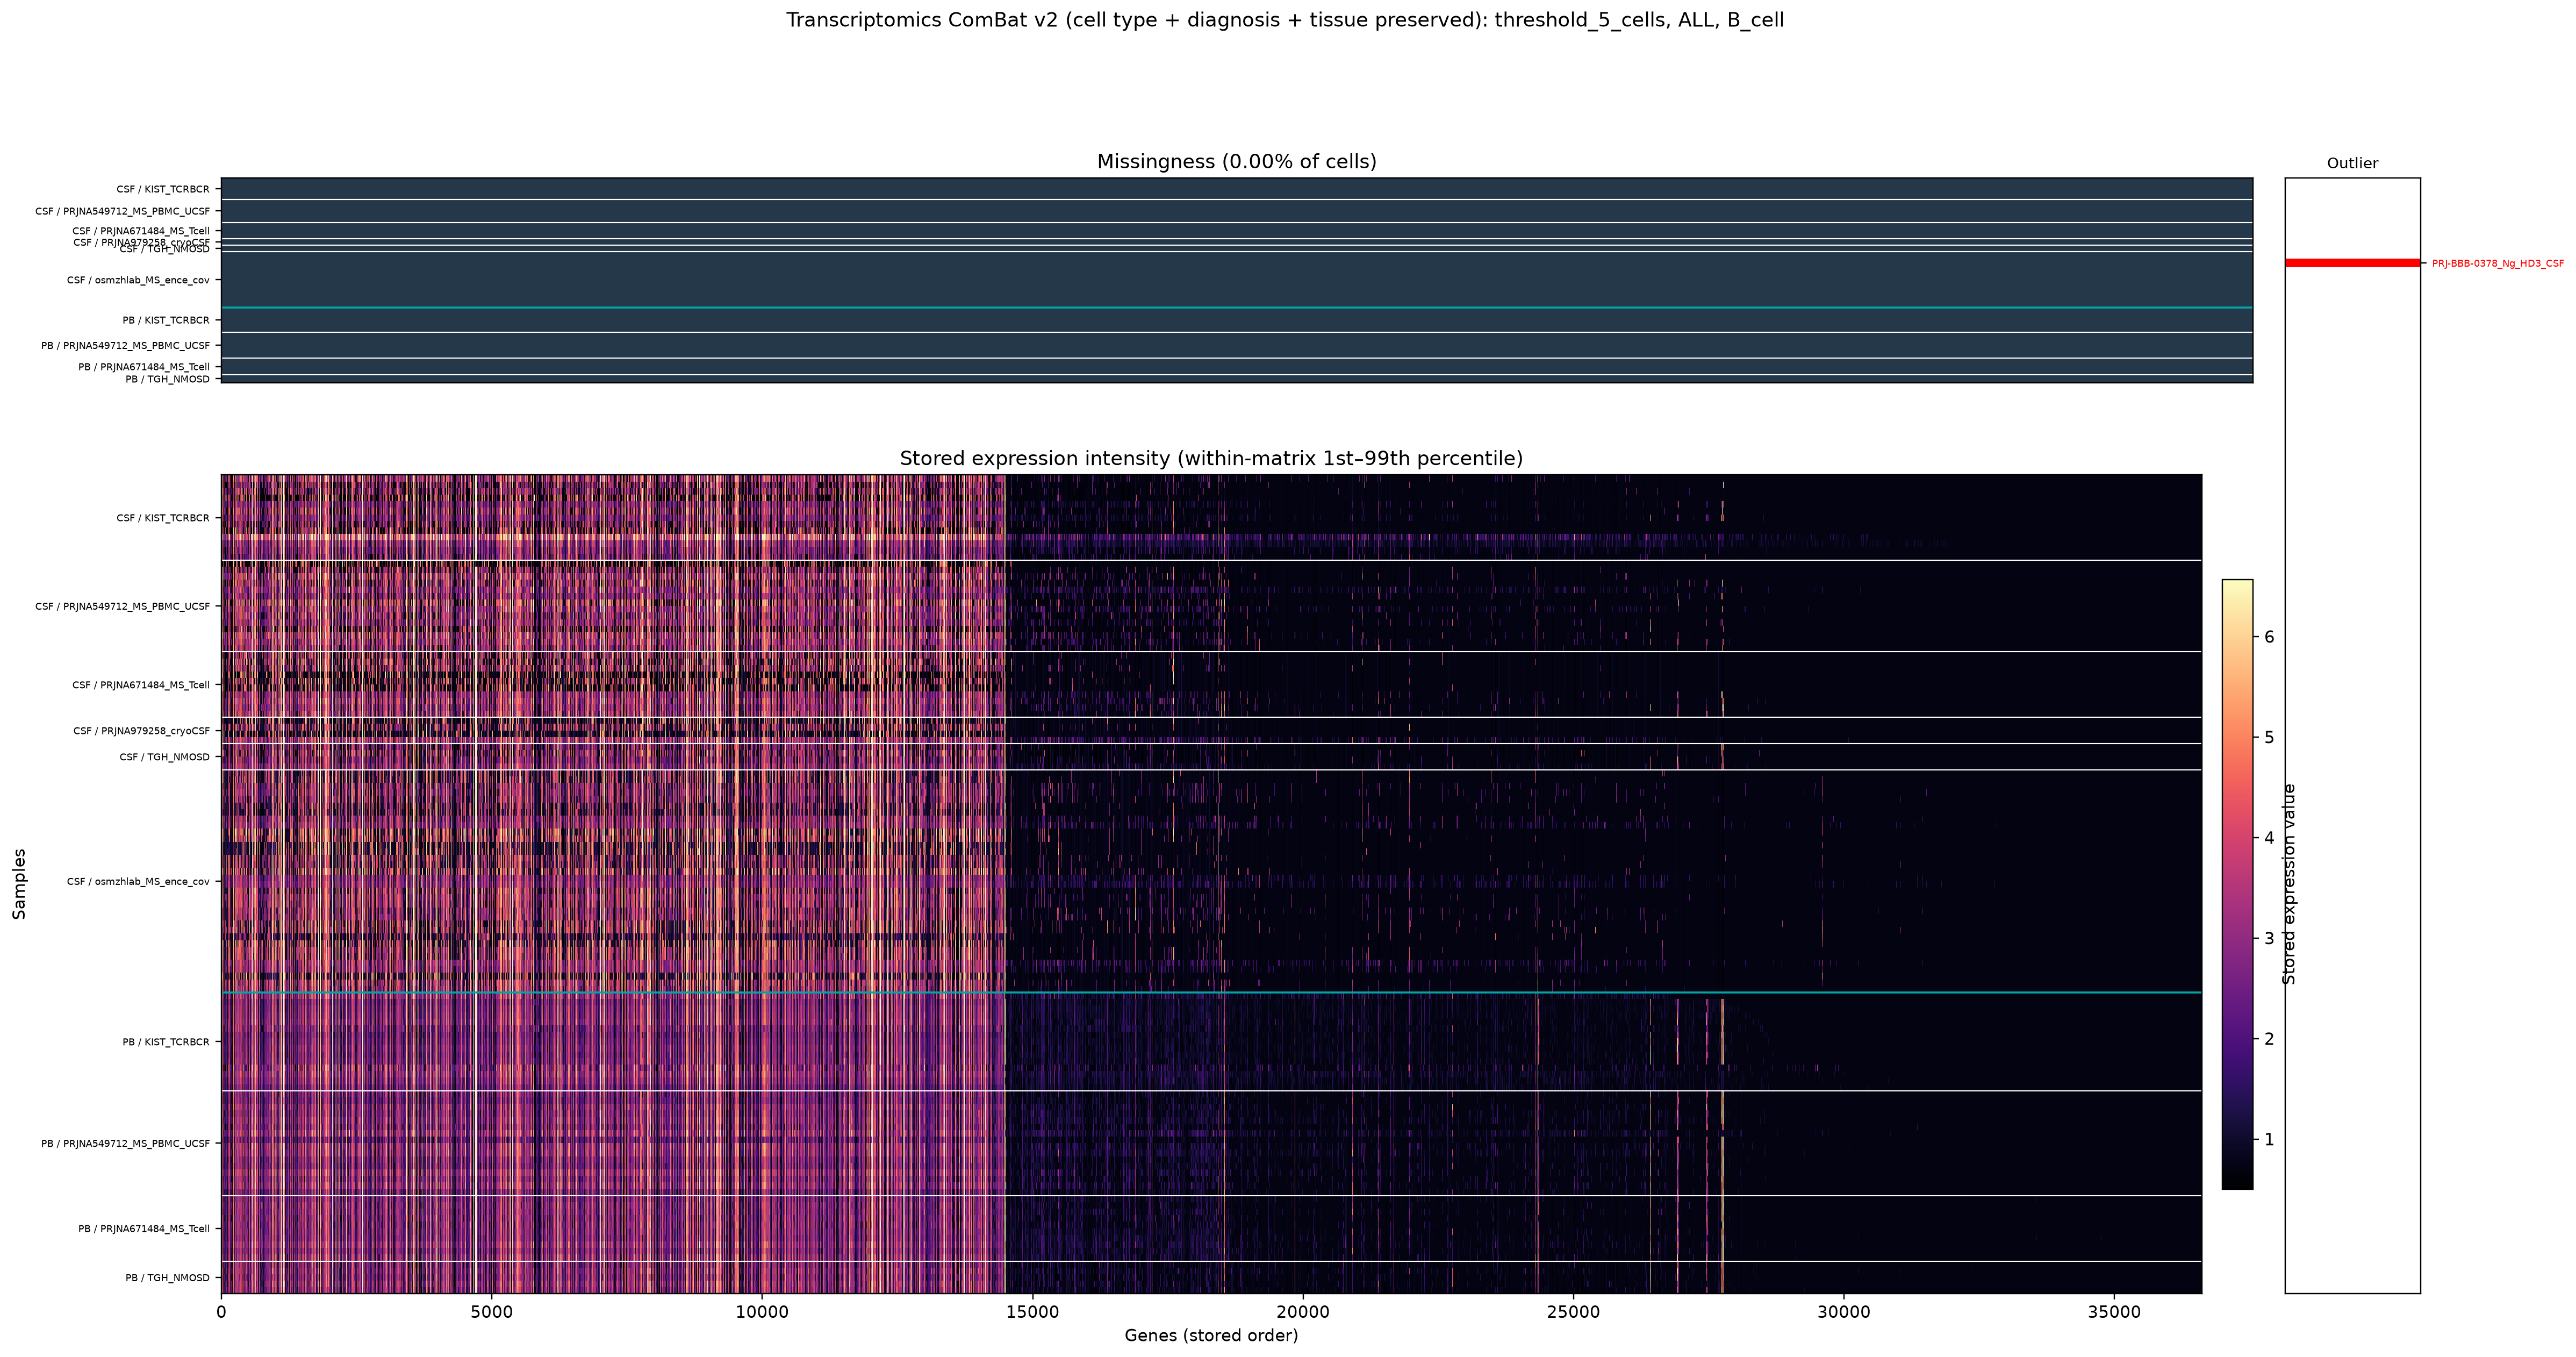 Transcriptomics ComBat v2 (cell type + diagnosis + tissue preserved): threshold_5_cells, ALL, B_cell
Missingness (0.00% of cells)
Outlier
CSF / KIST_TCRBCR
CSF / PRJNA549712_MS_PBMC_UCSF
CSF / PRJNA671484_MS_Tcell
CSF / PRJNA979258_cryoCSF
CSF / TGH_NMOSD
CSF / osmzhlab_MS_ence_cov
PB / KIST_TCRBCR
PB / PRJNA549712_MS_PBMC_UCSF
PB / PRJNA671484_MS_Tcell
PB / TGH_NMOSD
PRJ-BBB-0378_Ng_HD3_CSF
Stored expression intensity (within-matrix 1st–99th percentile)
Samples
CSF / KIST_TCRBCR
CSF / PRJNA549712_MS_PBMC_UCSF
CSF / PRJNA671484_MS_Tcell
CSF / PRJNA979258_cryoCSF
CSF / TGH_NMOSD
CSF / osmzhlab_MS_ence_cov
PB / KIST_TCRBCR
PB / PRJNA549712_MS_PBMC_UCSF
PB / PRJNA671484_MS_Tcell
PB / TGH_NMOSD
0 5000 10000 15000 20000 25000 30000 35000
Genes (stored order)
6
5
4
3
2
1
Stored expression value